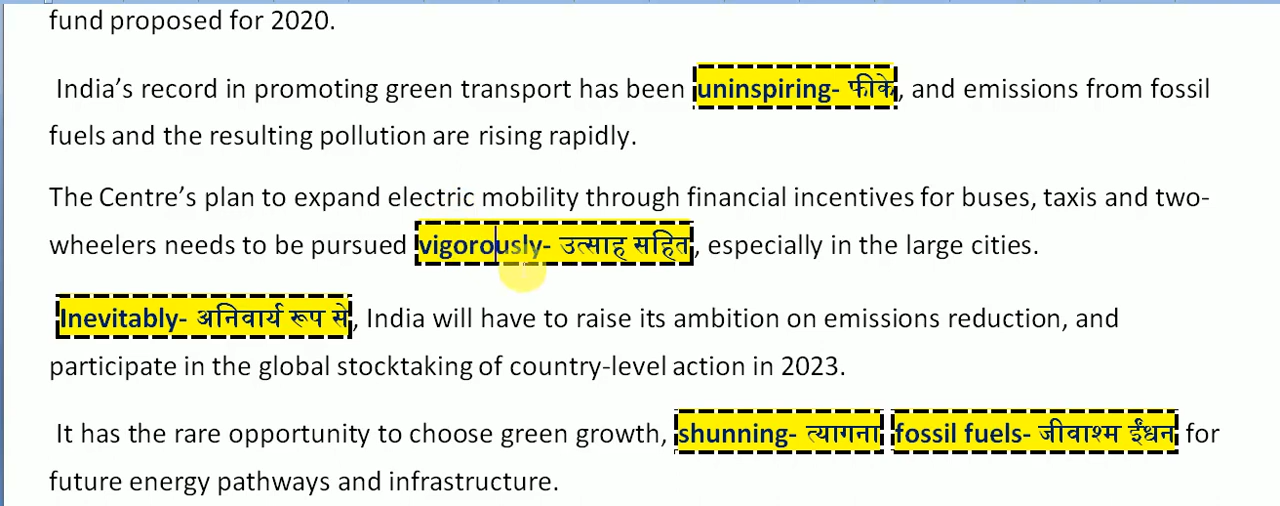 fund proposed for 2020.
India’s record in promoting green transport has been uninspiring- फीके, and emissions from fossil
fuels and the resulting pollution are rising rapidly.
The Centre’s plan to expand electric mobility through financial incentives for buses, taxis and two-
wheelers needs to be pursued vigorously- उत्साह सहित, especially in the large cities.
Inevitably- अनिवार्य रूप से, India will have to raise its ambition on emissions reduction, and
participate in the global stocktaking of country-level action in 2023.
It has the rare opportunity to choose green growth, shunning- त्यागना fossil fuels- जीवाश्म ईंधन for
future energy pathways and infrastructure.